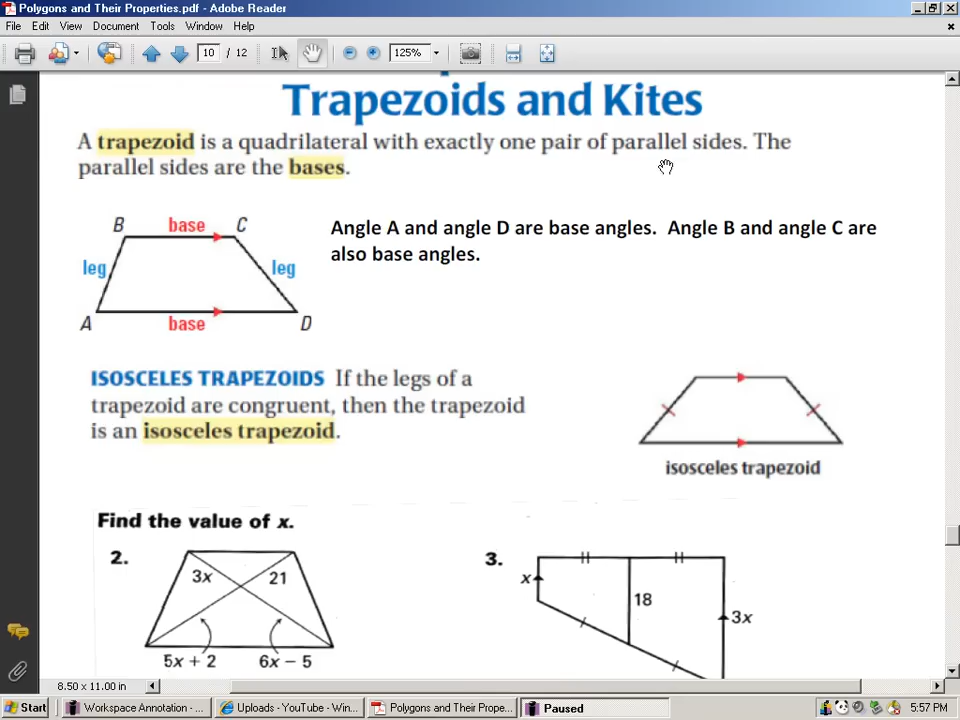 Polygons and Their Properties.pdf - Adobe Reader
File Edit View Document Tools Window Help
10 / 12 125%
Trapezoids and Kites
A trapezoid is a quadrilateral with exactly one pair of parallel sides. The
parallel sides are the bases.
B base C
leg leg
A base D
Angle A and angle D are base angles. Angle B and angle C are
also base angles.
ISOSCELES TRAPEZOIDS If the legs of a
trapezoid are congruent, then the trapezoid
is an isosceles trapezoid.
isosceles trapezoid
Find the value of x.
2. 3x 21
5x + 2 6x − 5
3. x 18 3x
8.50 x 11.00 in
Start Workspace Annotation -... Uploads - YouTube - Win... Polygons and Their Prope... Paused 5:57 PM